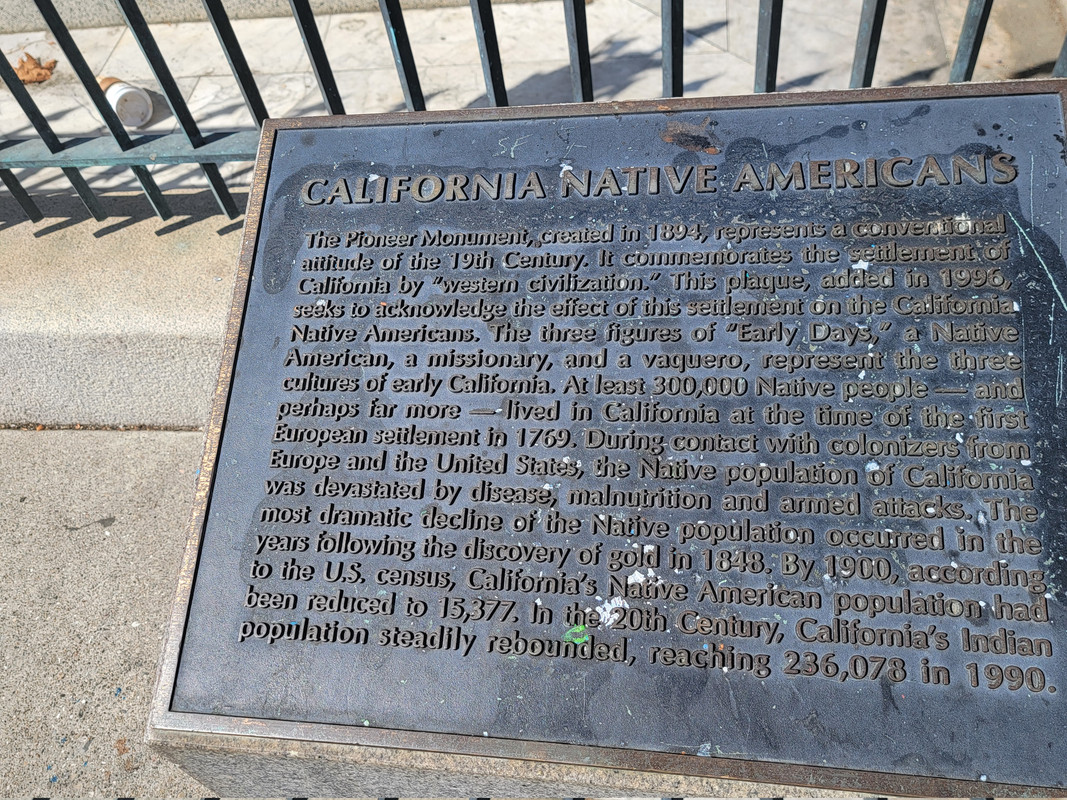 SF
CALIFORNIA NATIVE AMERICANS
The Pioneer Monument, created in 1894, represents a conventional
attitude of the 19th Century. It commemorates the settlement of
California by "western civilization." This plaque, added in 1996,
seeks to acknowledge the effect of this settlement on the California
Native Americans. The three figures of "Early Days," a Native
American, a missionary, and a vaquero, represent the three
cultures of early California. At least 300,000 Native people — and
perhaps far more — lived in California at the time of the first
European settlement in 1769. During contact with colonizers from
Europe and the United States, the Native population of California
was devastated by disease, malnutrition and armed attacks. The
most dramatic decline of the Native population occurred in the
years following the discovery of gold in 1848. By 1900, according
to the U.S. census, California's Native American population had
been reduced to 15,377. In the 20th Century, California's Indian
population steadily rebounded, reaching 236,078 in 1990.